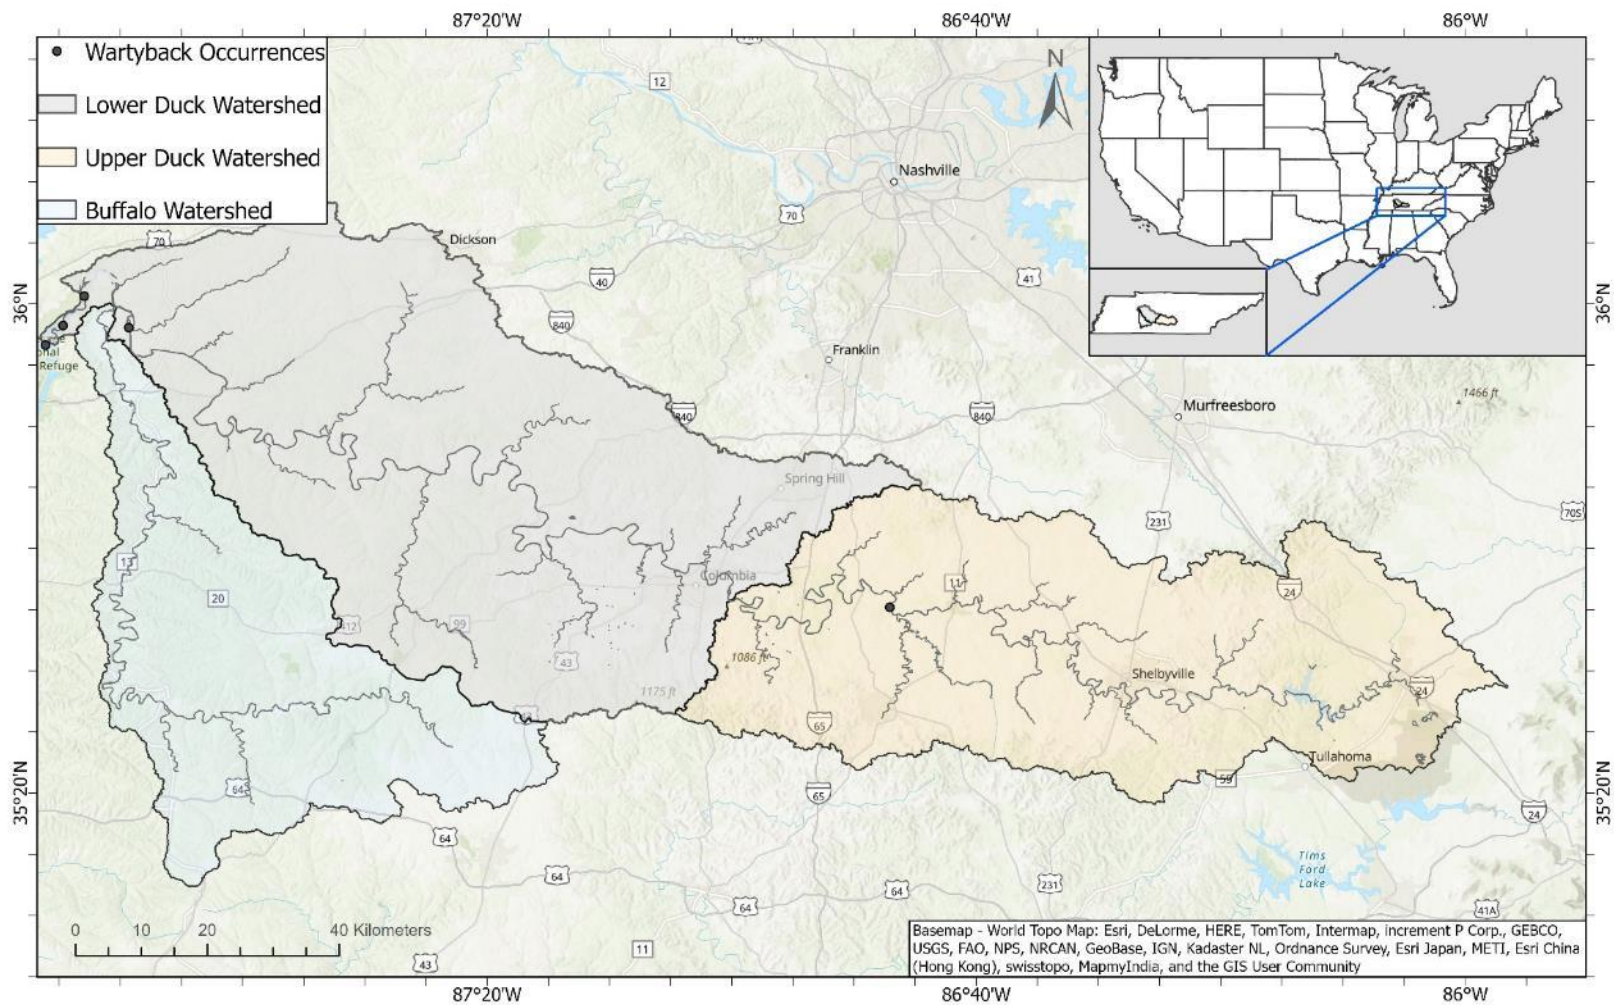 87°20'W
86°40'W
86°W
Wartyback Occurrences
Lower Duck Watershed
Upper Duck Watershed
Buffalo Watershed
N
12
Nashville
70
70
Dickson
40
41
36°N
36°N
840
Franklin
onal
Refuge
840
840
Murfreesboro
1466 ft
Spring Hill
70S
231
13
Columbia
11
24
20
99
412
43
1086 ft
1175 ft
Shelbyville
24
65
Tullahoma
64
65
55
35°20'N
35°20'N
24
64
64
64
64
231
Tims
Ford
Lake
41A
0 10 20 40 Kilometers
11
43
Basemap - World Topo Map: Esri, DeLorme, HERE, TomTom, Intermap, increment P Corp., GEBCO,
USGS, FAO, NPS, NRCAN, GeoBase, IGN, Kadaster NL, Ordnance Survey, Esri Japan, METI, Esri China
(Hong Kong), swisstopo, MapmyIndia, and the GIS User Community
87°20'W
86°40'W
86°W